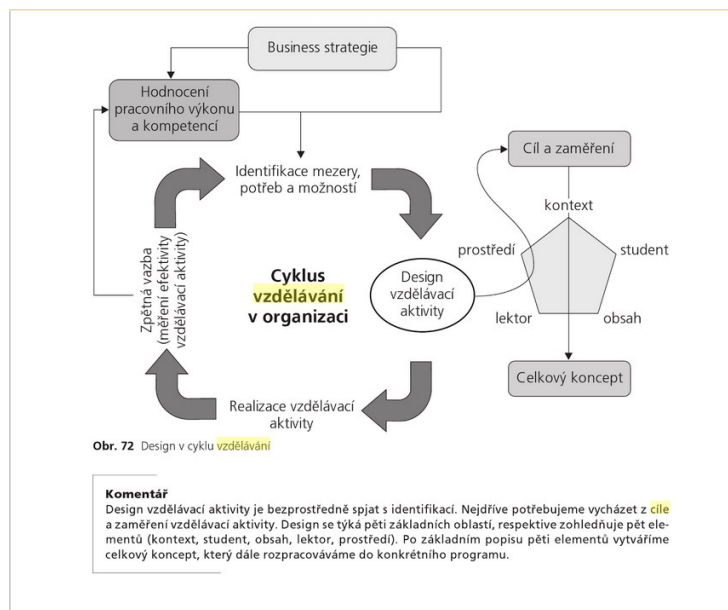 Business strategie
Hodnocení
pracovního výkonu
a kompetencí
Cíl a zaměření
Identifikace mezery,
potřeb a možností
kontext
prostředí
student
Zpětná vazba
(měření efektivity
vzdělávací aktivity)
Cyklus
vzdělávání
v organizaci
Design
vzdělávací
aktivity
lektor
obsah
Celkový koncept
Realizace vzdělávací
aktivity
Obr. 72 Design v cyklu vzdělávání
Komentář
Design vzdělávací aktivity je bezprostředně spjat s identifikací. Nejdříve potřebujeme vycházet z cíle
a zaměření vzdělávací aktivity. Design se týká pěti základních oblastí, respektive zohledňuje pět ele-
mentů (kontext, student, obsah, lektor, prostředí). Po základním popisu pěti elementů vytváříme
celkový koncept, který dále rozpracováváme do konkrétního programu.